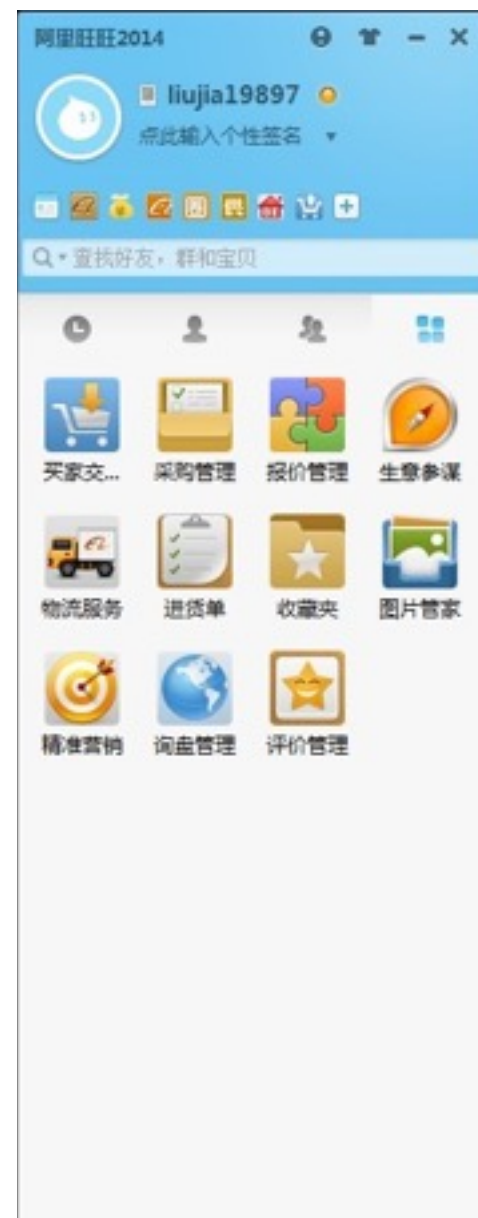 阿里旺旺2014
liujia19897
点此输入个性签名
查找好友，群和宝贝
买家交... 采购管理 报价管理 生意参谋
物流服务 进货单 收藏夹 图片管家
精准营销 询盘管理 评价管理